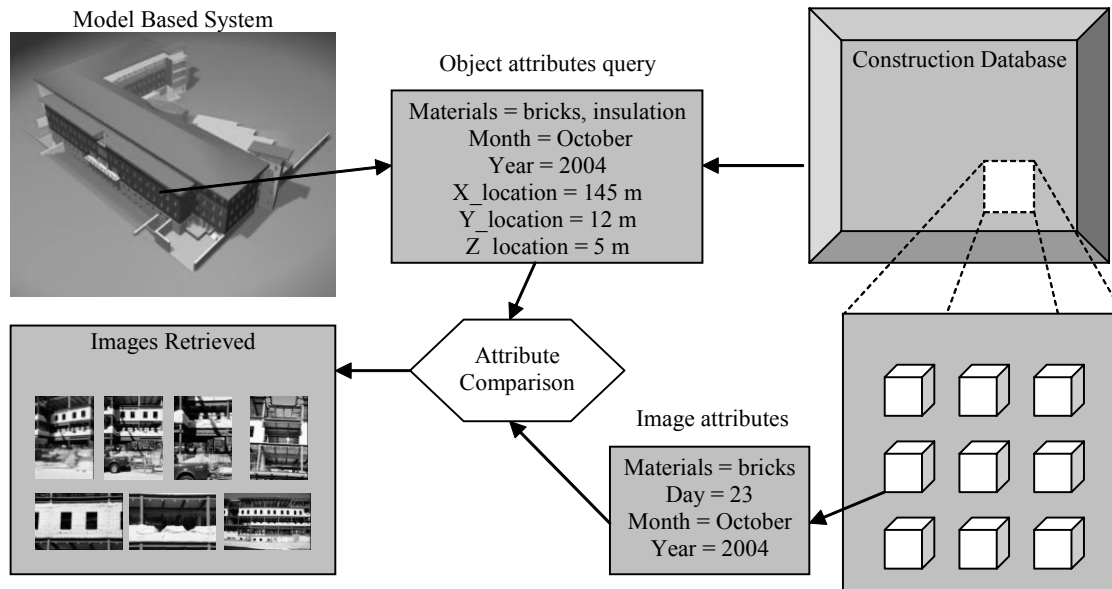 Model Based System
Object attributes query
Materials = bricks, insulation
Month = October
Year = 2004
X_location = 145 m
Y_location = 12 m
Z_location = 5 m
Construction Database
Images Retrieved
Attribute
Comparison
Image attributes
Materials = bricks
Day = 23
Month = October
Year = 2004